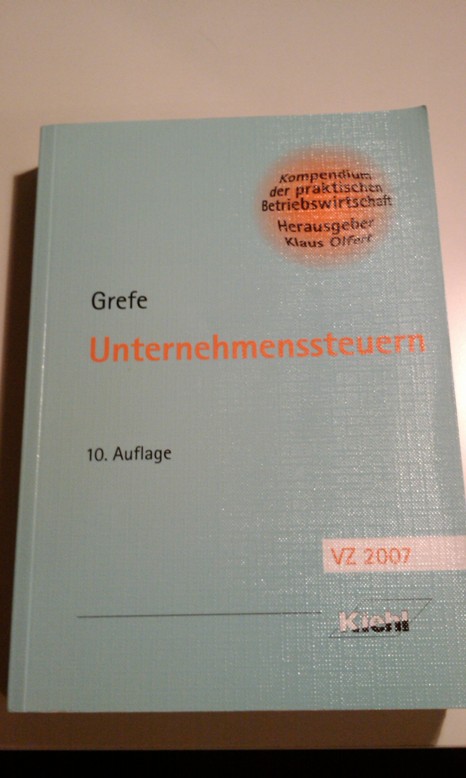 Kompendium
der praktischen
Betriebswirtschaft
Herausgeber
Klaus Olfert
Grefe
Unternehmenssteuern
10. Auflage
VZ 2007
Kiehl